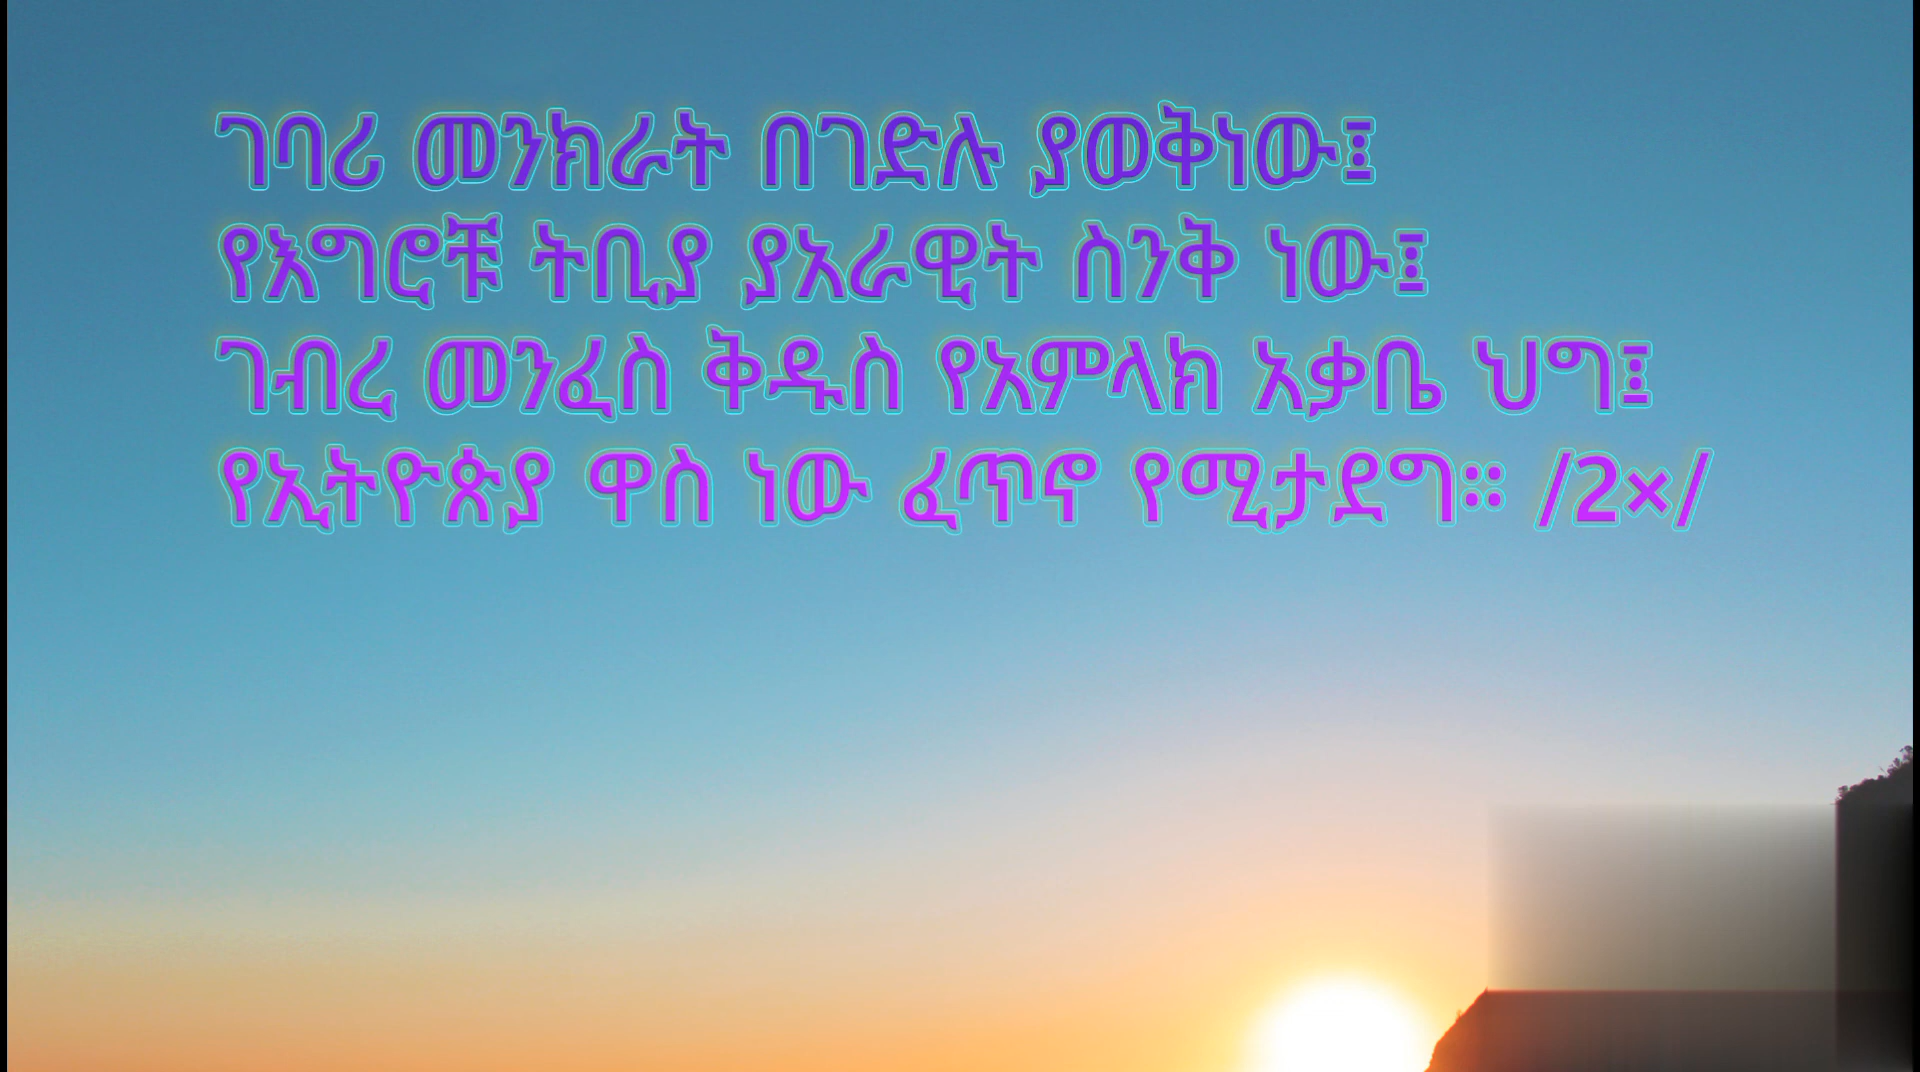 ገባሪ መንክራት በገድሉ ያወቅነው፤
የእግሮቹ ትቢያ ያአራዊት ስንቅ ነው፤
ገብረ መንፈስ ቅዱስ የአምላክ አቃቤ ህግ፤
የኢትዮጵያ ዋስ ነው ፈጥኖ የሚታደግ። /2×/